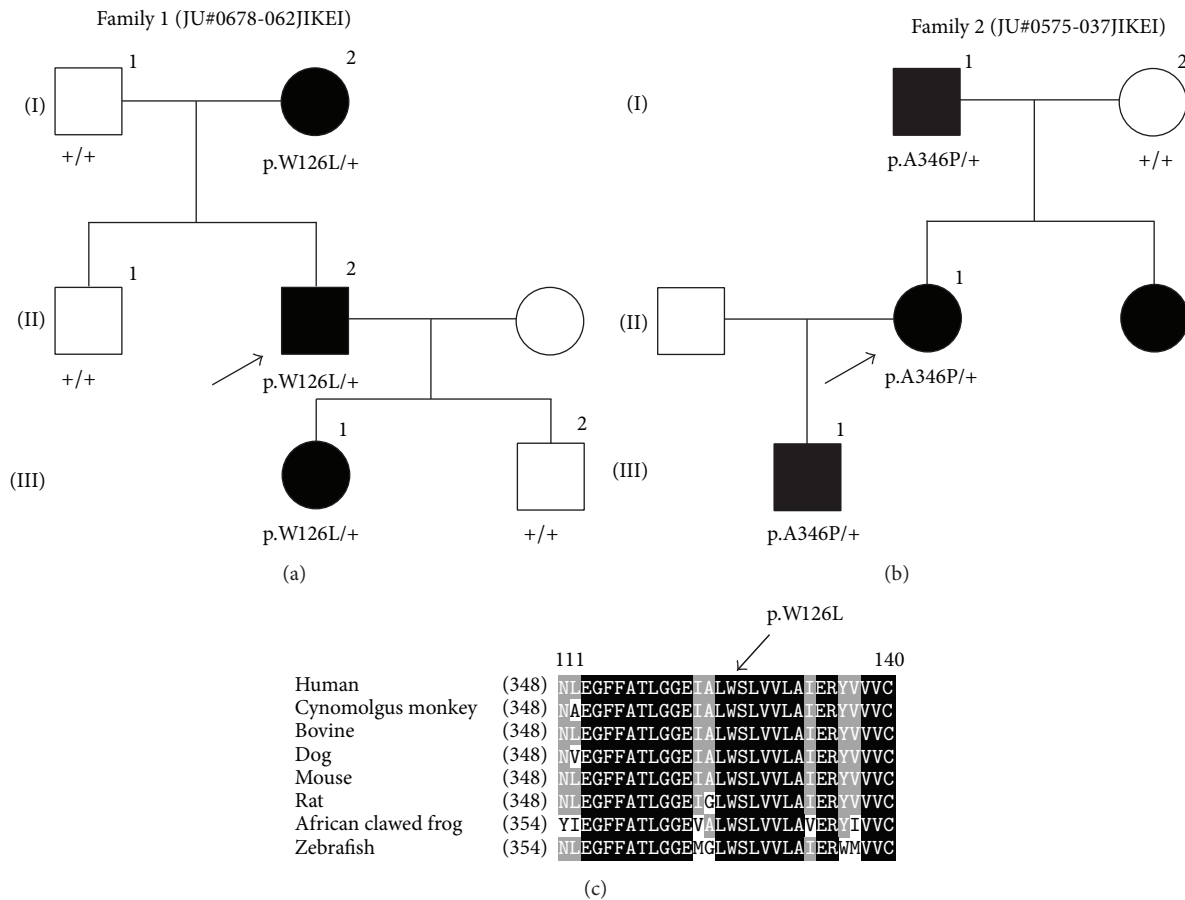 Family 1 (JU#0678-062JIKEI)
1
2
(I)
+/+
p.W126L/+
1
2
(II)
+/+
p.W126L/+
1
2
(III)
p.W126L/+
+/+
(a)
Family 2 (JU#0575-037JIKEI)
1
2
(I)
p.A346P/+
+/+
1
(II)
p.A346P/+
1
(III)
p.A346P/+
(b)
p.W126L
111 140
Human (348) NLEGFFATLGGEIALWSLVVLAIERYVVVC
Cynomolgus monkey (348) NAEGFFATLGGEIALWSLVVLAIERYVVVC
Bovine (348) NLEGFFATLGGEIALWSLVVLAIERYVVVC
Dog (348) NVEGFFATLGGEIALWSLVVLAIERYVVVC
Mouse (348) NLEGFFATLGGEIALWSLVVLAIERYVVVC
Rat (348) NLEGFFATLGGEIGLWSLVVLAIERYVVVC
African clawed frog (354) YIEGFFATLGGEVALWSLVVLAVERYIVVC
Zebrafish (354) NLEGFFATLGGEMGLWSLVVLAIERWMVVC
(c)